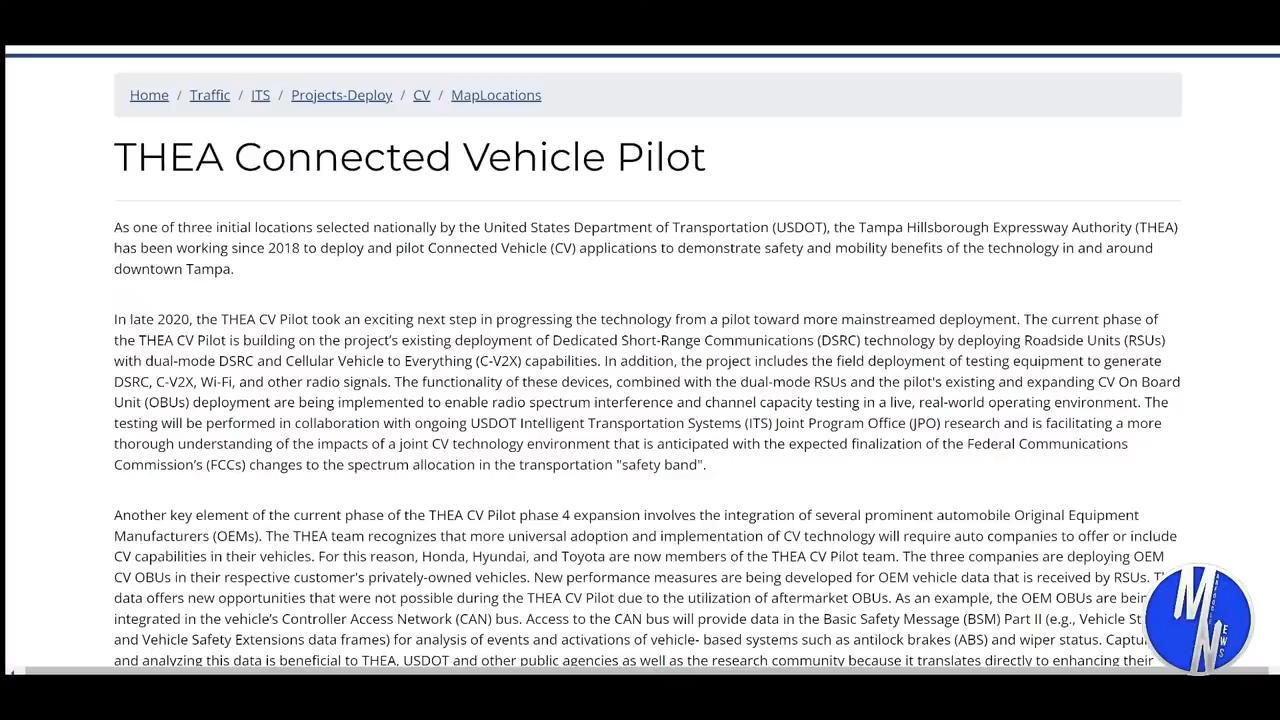 Home / Traffic / ITS / Projects-Deploy / CV / MapLocations
THEA Connected Vehicle Pilot
As one of three initial locations selected nationally by the United States Department of Transportation (USDOT), the Tampa Hillsborough Expressway Authority (THEA)
has been working since 2018 to deploy and pilot Connected Vehicle (CV) applications to demonstrate safety and mobility benefits of the technology in and around
downtown Tampa.
In late 2020, the THEA CV Pilot took an exciting next step in progressing the technology from a pilot toward more mainstreamed deployment. The current phase of
the THEA CV Pilot is building on the project's existing deployment of Dedicated Short-Range Communications (DSRC) technology by deploying Roadside Units (RSUs)
with dual-mode DSRC and Cellular Vehicle to Everything (C-V2X) capabilities. In addition, the project includes the field deployment of testing equipment to generate
DSRC, C-V2X, Wi-Fi, and other radio signals. The functionality of these devices, combined with the dual-mode RSUs and the pilot's existing and expanding CV On Board
Unit (OBUs) deployment are being implemented to enable radio spectrum interference and channel capacity testing in a live, real-world operating environment. The
testing will be performed in collaboration with ongoing USDOT Intelligent Transportation Systems (ITS) Joint Program Office (JPO) research and is facilitating a more
thorough understanding of the impacts of a joint CV technology environment that is anticipated with the expected finalization of the Federal Communications
Commission's (FCCs) changes to the spectrum allocation in the transportation "safety band".
Another key element of the current phase of the THEA CV Pilot phase 4 expansion involves the integration of several prominent automobile Original Equipment
Manufacturers (OEMs). The THEA team recognizes that more universal adoption and implementation of CV technology will require auto companies to offer or include
CV capabilities in their vehicles. For this reason, Honda, Hyundai, and Toyota are now members of the THEA CV Pilot team. The three companies are deploying OEM
CV OBUs in their respective customer's privately-owned vehicles. New performance measures are being developed for OEM vehicle data that is received by RSUs.
data offers new opportunities that were not possible during the THEA CV Pilot due to the utilization of aftermarket OBUs. As an example, the OEM OBUs are
integrated in the vehicle's Controller Access Network (CAN) bus. Access to the CAN bus will provide data in the Basic Safety Message (BSM) Part II (e.g., Vehicle
and Vehicle Safety Extensions data frames) for analysis of events and activations of vehicle- based systems such as antilock brakes (ABS) and wiper status.
and analyzing this data is beneficial to THEA, USDOT and other public agencies as well as the research community because it translates directly to enhancing their